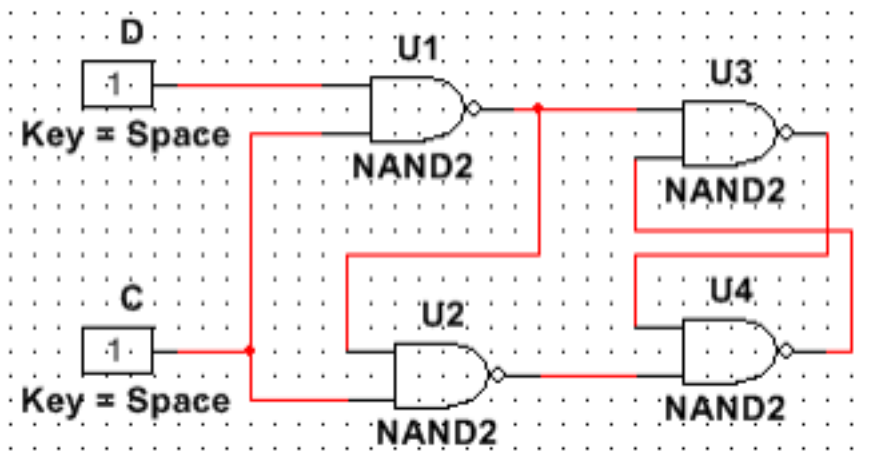 D
1
Key = Space
U1
NAND2
U3
NAND2
C
1
Key = Space
U2
NAND2
U4
NAND2